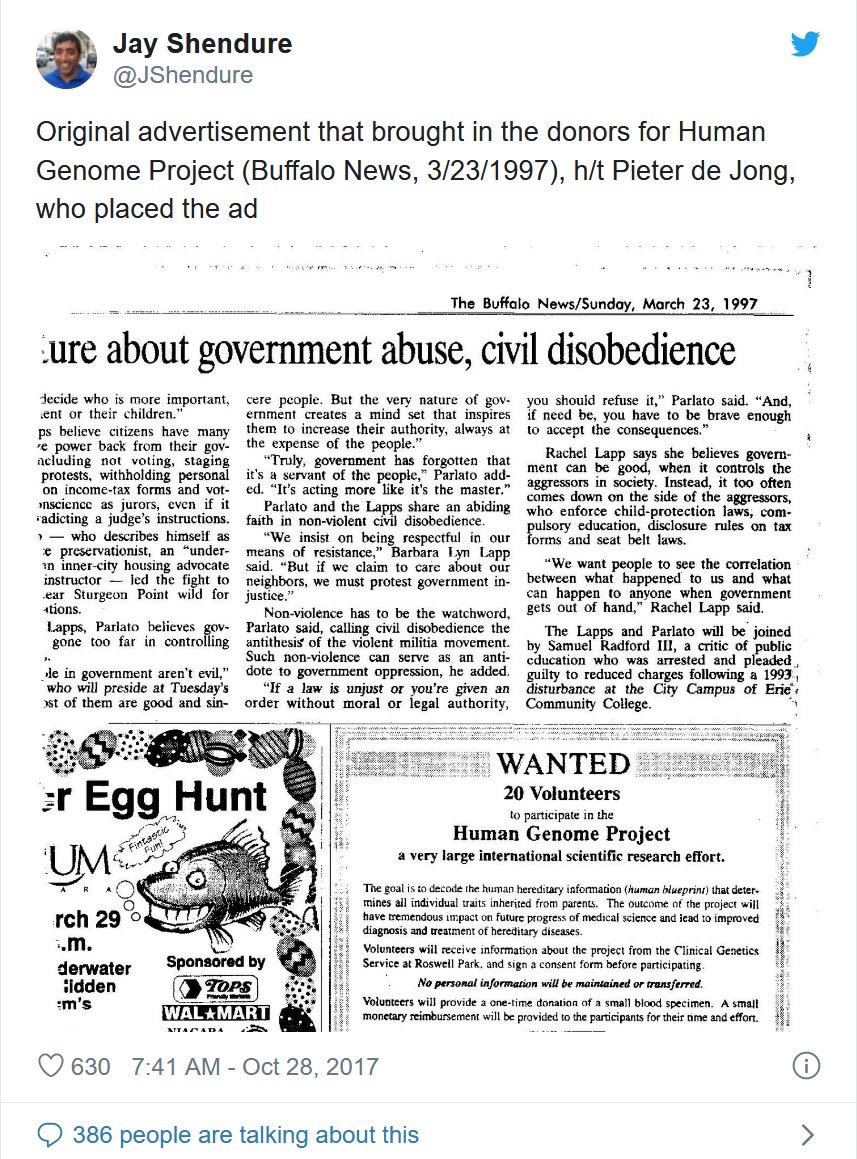 Jay Shendure
@JShendure
Original advertisement that brought in the donors for Human
Genome Project (Buffalo News, 3/23/1997), h/t Pieter de Jong,
who placed the ad
The Buffalo News/Sunday, March 23, 1997
ure about government abuse, civil disobedience
decide who is more important,
ent or their children."
ps believe citizens have many
e power back from their gov-
ncluding not voting, staging
protests, withholding personal
on income-tax forms and vot-
nscience as jurors, even if it
radicting a judge's instructions.
— who describes himself as
e preservationist, an "under-
n inner-city housing advocate
instructor — led the fight to
ear Sturgeon Point wild for
tions.
Lapps, Parlato believes gov-
gone too far in controlling
le in government aren't evil,"
who will preside at Tuesday's
ost of them are good and sin-
cere people. But the very nature of gov-
ernment creates a mind set that inspires
them to increase their authority, always at
the expense of the people."
"Truly, government has forgotten that
it's a servant of the people," Parlato add-
ed. "It's acting more like it's the master."
Parlato and the Lapps share an abiding
faith in non-violent civil disobedience.
"We insist on being respectful in our
means of resistance," Barbara Lyn Lapp
said. "But if we claim to care about our
neighbors, we must protest government in-
justice."
Non-violence has to be the watchword,
Parlato said, calling civil disobedience the
antithesis of the violent militia movement.
Such non-violence can serve as an anti-
dote to government oppression, he added.
"If a law is unjust or you're given an
order without moral or legal authority,
you should refuse it," Parlato said. "And,
if need be, you have to be brave enough
to accept the consequences."
Rachel Lapp says she believes govern-
ment can be good, when it controls the
aggressors in society. Instead, it too often
comes down on the side of the aggressors,
who enforce child-protection laws, com-
pulsory education, disclosure rules on tax
forms and seat belt laws.
"We want people to see the correlation
between what happened to us and what
can happen to anyone when government
gets out of hand," Rachel Lapp said.
The Lapps and Parlato will be joined
by Samuel Radford III, a critic of public
education who was arrested and pleaded
guilty to reduced charges following a 1993
disturbance at the City Campus of Erie
Community College.
r Egg Hunt
Fintastic
Fun!
UM
A R A
rch 29
.m.
derwater
idden
m's
Sponsored by
TOPS
Friendly Markets
WAL★MART
NIAGARA
WANTED
20 Volunteers
to participate in the
Human Genome Project
a very large international scientific research effort.
The goal is to decode the human hereditary information (human blueprint) that deter-
mines all individual traits inherited from parents. The outcome of the project will
have tremendous impact on future progress of medical science and lead to improved
diagnosis and treatment of hereditary diseases.
Volunteers will receive information about the project from the Clinical Genetics
Service at Roswell Park, and sign a consent form before participating.
No personal information will be maintained or transferred.
Volunteers will provide a one-time donation of a small blood specimen. A small
monetary reimbursement will be provided to the participants for their time and effort.
630 7:41 AM - Oct 28, 2017
386 people are talking about this